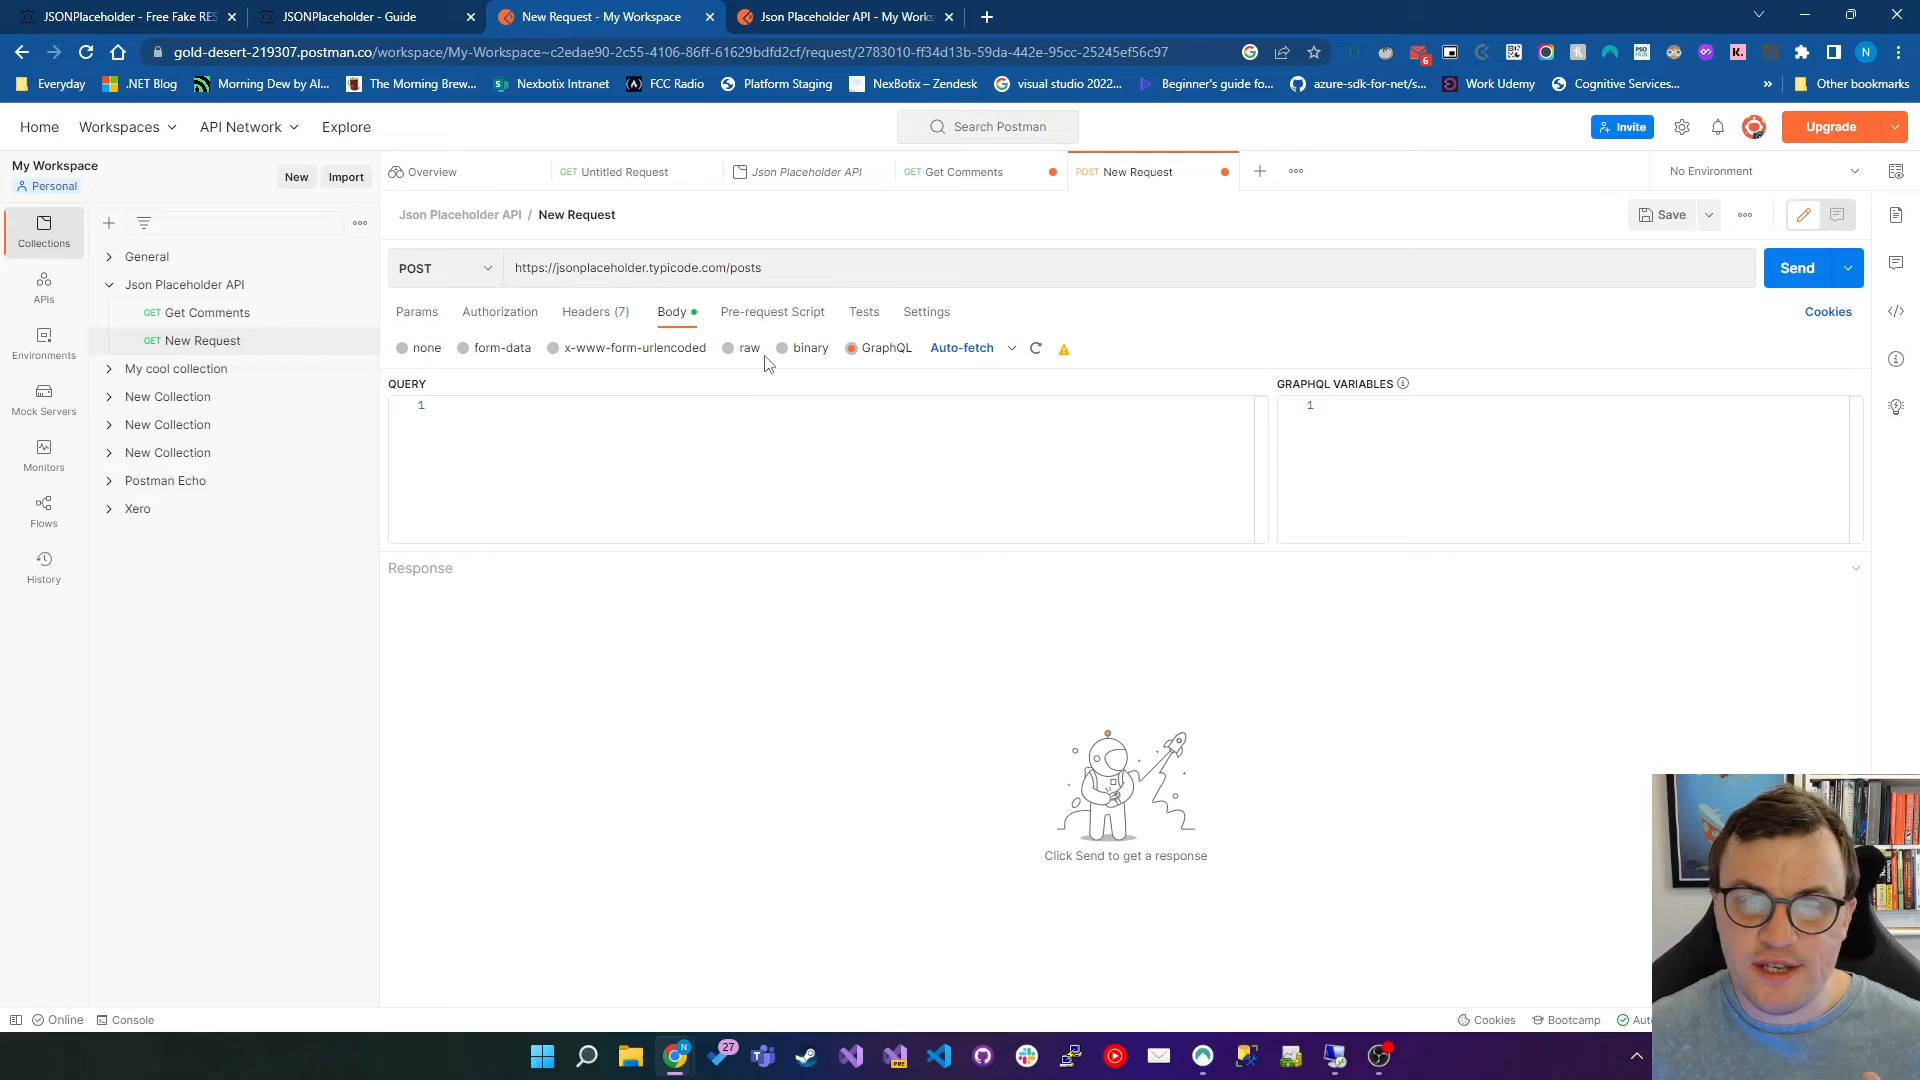 JSONPlaceholder - Free Fake RES
JSONPlaceholder - Guide
New Request - My Workspace
Json Placeholder API - My Works
gold-desert-219307.postman.co/workspace/My-Workspace~c2edae90-2c55-4106-86ff-61629bdfd2cf/request/2783010-ff34d13b-59da-442e-95cc-25245ef56c97
6
N
Everyday
.NET Blog
Morning Dew by Al...
The Morning Brew...
Nexbotix Intranet
FCC Radio
Platform Staging
NexBotix – Zendesk
visual studio 2022...
Beginner's guide fo...
azure-sdk-for-net/s...
Work Udemy
Cognitive Services...
»
Other bookmarks
Home
Workspaces
API Network
Explore
Search Postman
Invite
Upgrade
My Workspace
Personal
New
Import
Overview
GET Untitled Request
Json Placeholder API
GET Get Comments
POST New Request
No Environment
Json Placeholder API / New Request
Save
Collections
APIs
Environments
Mock Servers
Monitors
Flows
History
General
Json Placeholder API
GET Get Comments
GET New Request
My cool collection
New Collection
New Collection
New Collection
Postman Echo
Xero
POST
https://jsonplaceholder.typicode.com/posts
Send
Params
Authorization
Headers (7)
Body
Pre-request Script
Tests
Settings
Cookies
none
form-data
x-www-form-urlencoded
raw
binary
GraphQL
Auto-fetch
QUERY
GRAPHQL VARIABLES
1
1
Response
Click Send to get a response
Online
Console
Cookies
Bootcamp
Aut
27
N